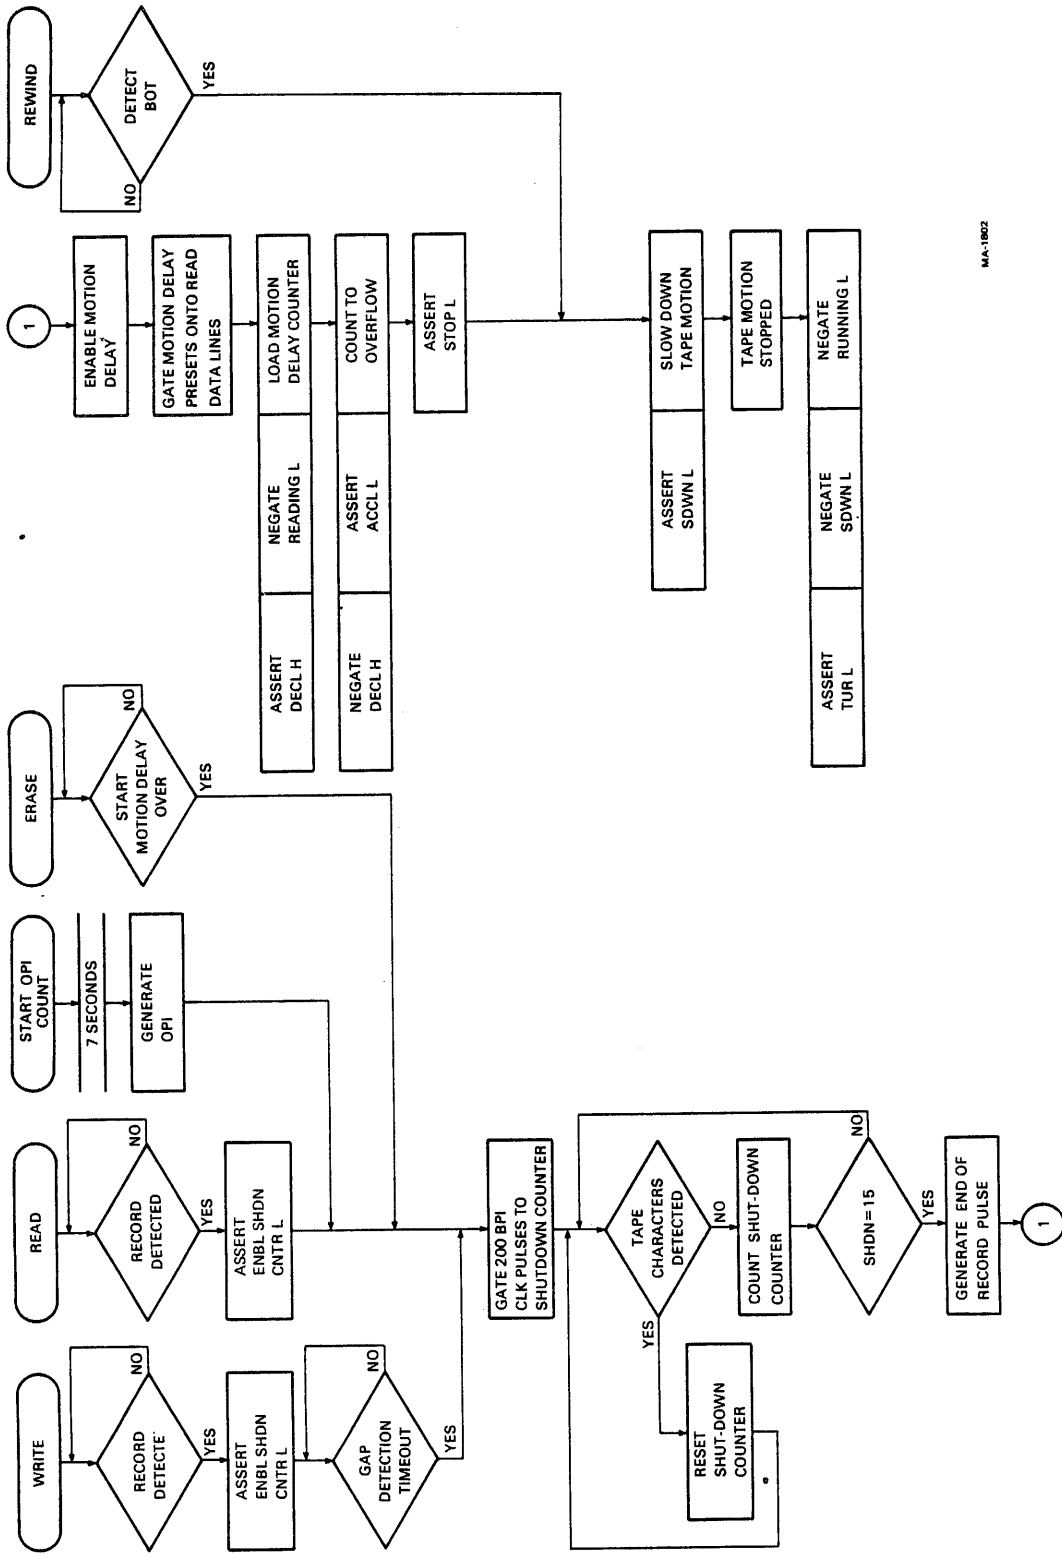 WRITE
RECORD
DETECTE
NO
YES
ASSERT
ENBL SHDN
CNTR L
GAP
DETECTION
TIMEOUT
NO
YES
READ
RECORD
DETECTED
NO
YES
ASSERT
ENBL SHDN
CNTR L
START OPI
COUNT
7 SECONDS
GENERATE
OPI
ERASE
START
MOTION DELAY
OVER
NO
YES
GATE 200 BPI
CLK PULSES TO
SHUTDOWN COUNTER
TAPE
CHARACTERS
DETECTED
YES
NO
RESET
SHUT-DOWN
COUNTER
COUNT SHUT-DOWN
COUNTER
SHDN = 15
NO
YES
GENERATE END OF
RECORD PULSE
1
1
ENABLE MOTION
DELAY
GATE MOTION DELAY
PRESETS ONTO READ
DATA LINES
ASSERT
DECL H
NEGATE
READING L
LOAD MOTION
DELAY COUNTER
NEGATE
DECL H
ASSERT
ACCL L
COUNT TO
OVERFLOW
ASSERT
STOP L
REWIND
DETECT
BOT
NO
YES
ASSERT
SDWN L
SLOW DOWN
TAPE MOTION
TAPE MOTION
STOPPED
ASSERT
TUR L
NEGATE
SDWN L
NEGATE
RUNNING L
MA-1802